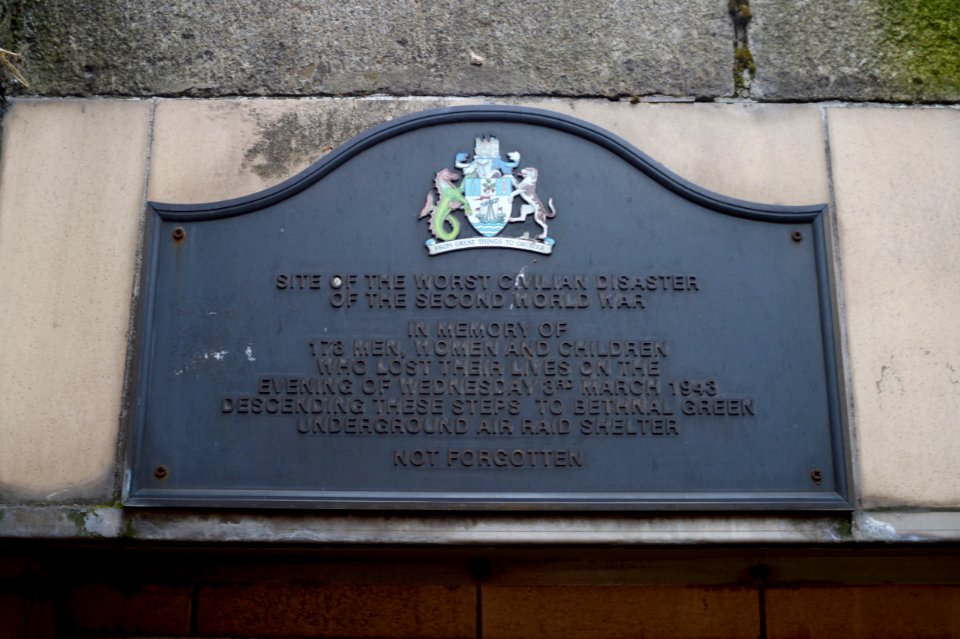 FROM GREAT THINGS TO GREATER
SITE OF THE WORST CIVILIAN DISASTER
OF THE SECOND WORLD WAR
IN MEMORY OF
173 MEN, WOMEN AND CHILDREN
WHO LOST THEIR LIVES ON THE
EVENING OF WEDNESDAY 3RD MARCH 1943
DESCENDING THESE STEPS TO BETHNAL GREEN
UNDERGROUND AIR RAID SHELTER
NOT FORGOTTEN